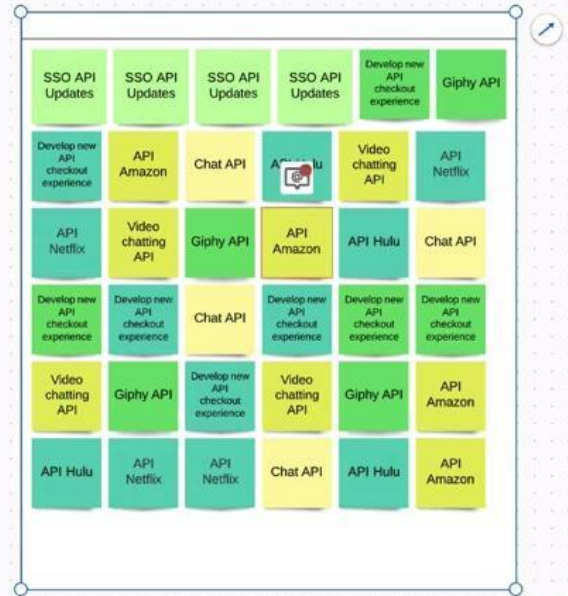 SSO API
Updates
SSO API
Updates
SSO API
Updates
SSO API
Updates
Develop new
API
checkout
experience
Giphy API
Develop new
API
checkout
experience
API
Amazon
Chat API
Video
chatting
API
API
Netflix
API
Netflix
Video
chatting
API
Giphy API
API
Amazon
API Hulu
Chat API
Develop new
API
checkout
experience
Develop new
API
checkout
experience
Chat API
Develop new
API
checkout
experience
Develop new
API
checkout
experience
Develop new
API
checkout
experience
Video
chatting
API
Giphy API
Develop new
API
checkout
experience
Video
chatting
API
Giphy API
API
Amazon
API Hulu
API
Netflix
API
Netflix
Chat API
API Hulu
API
Amazon